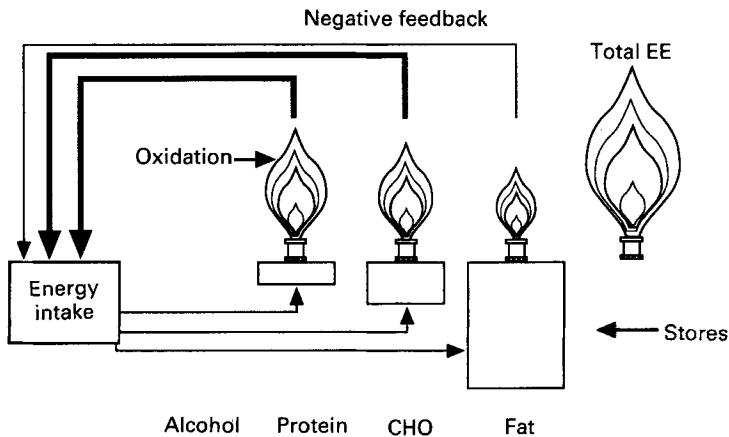 Negative feedback
Total EE
Oxidation
Energy
intake
Stores
Alcohol Protein CHO Fat